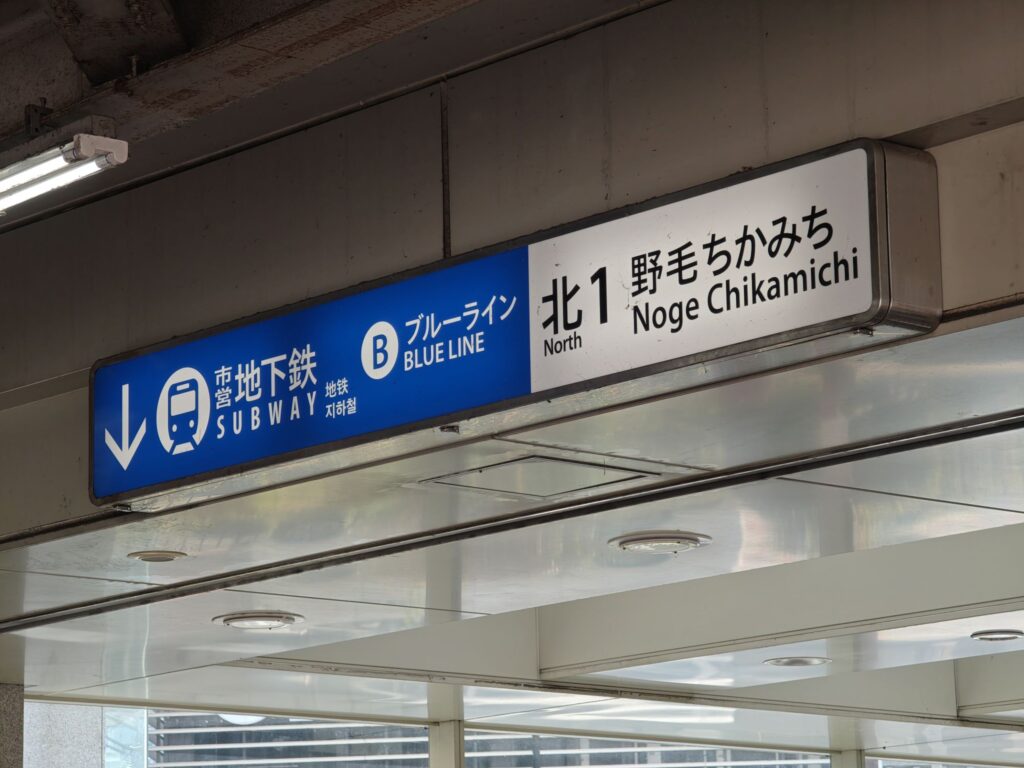 市営地下鉄
SUBWAY
地铁
지하철
B
ブルーライン
BLUE LINE
北1
North
野毛ちかみち
Noge Chikamichi